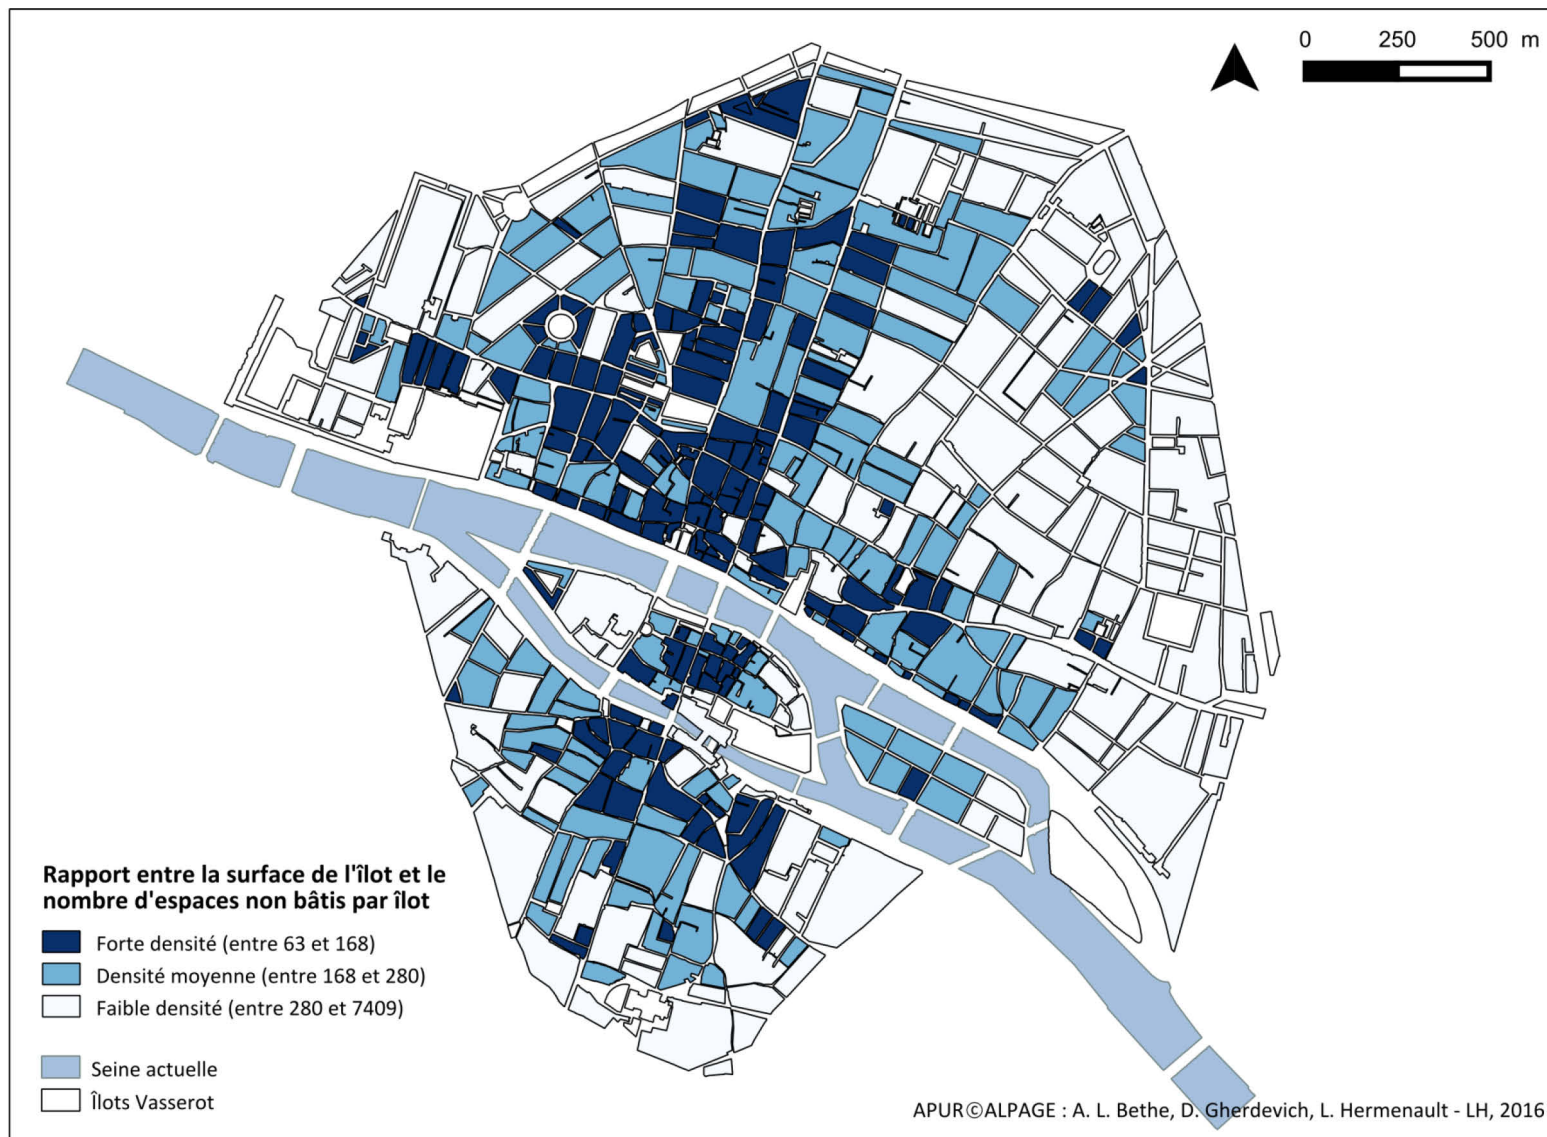 0 250 500 m
Rapport entre la surface de l'îlot et le
nombre d'espaces non bâtis par îlot
Forte densité (entre 63 et 168)
Densité moyenne (entre 168 et 280)
Faible densité (entre 280 et 7409)
Seine actuelle
Îlots Vasserot
APUR©ALPAGE : A. L. Bethe, D. Gherdevich, L. Hermenault - LH, 2016